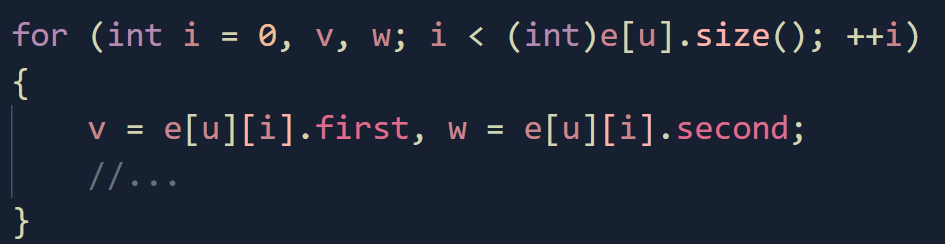 for (int i = 0, v, w; i < (int)e[u].size(); ++i)
{
    v = e[u][i].first, w = e[u][i].second;
    //...
}